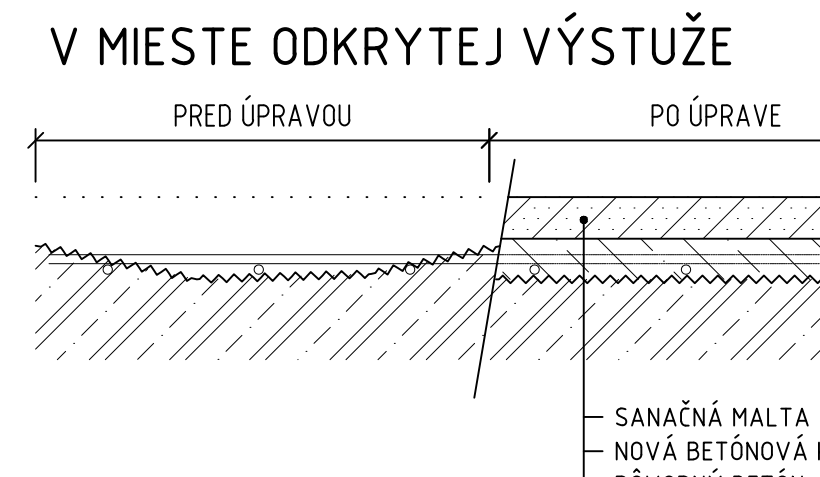 V MIESTE ODKRYTEJ VÝSTUŽE
PRED ÚPRAVOU
PO ÚPRAVE
SANAČNÁ MALTA
NOVÁ BETÓNOVÁ